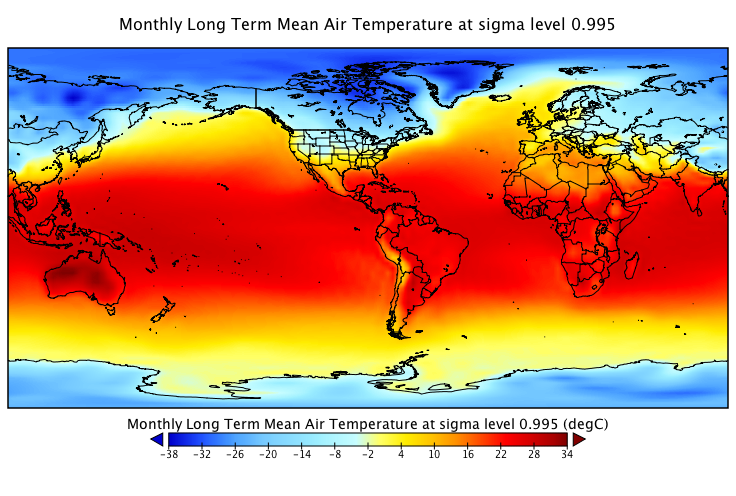 Monthly Long Term Mean Air Temperature at sigma level 0.995
Monthly Long Term Mean Air Temperature at sigma level 0.995 (degC)
-38 -32 -26 -20 -14 -8 -2 4 10 16 22 28 34